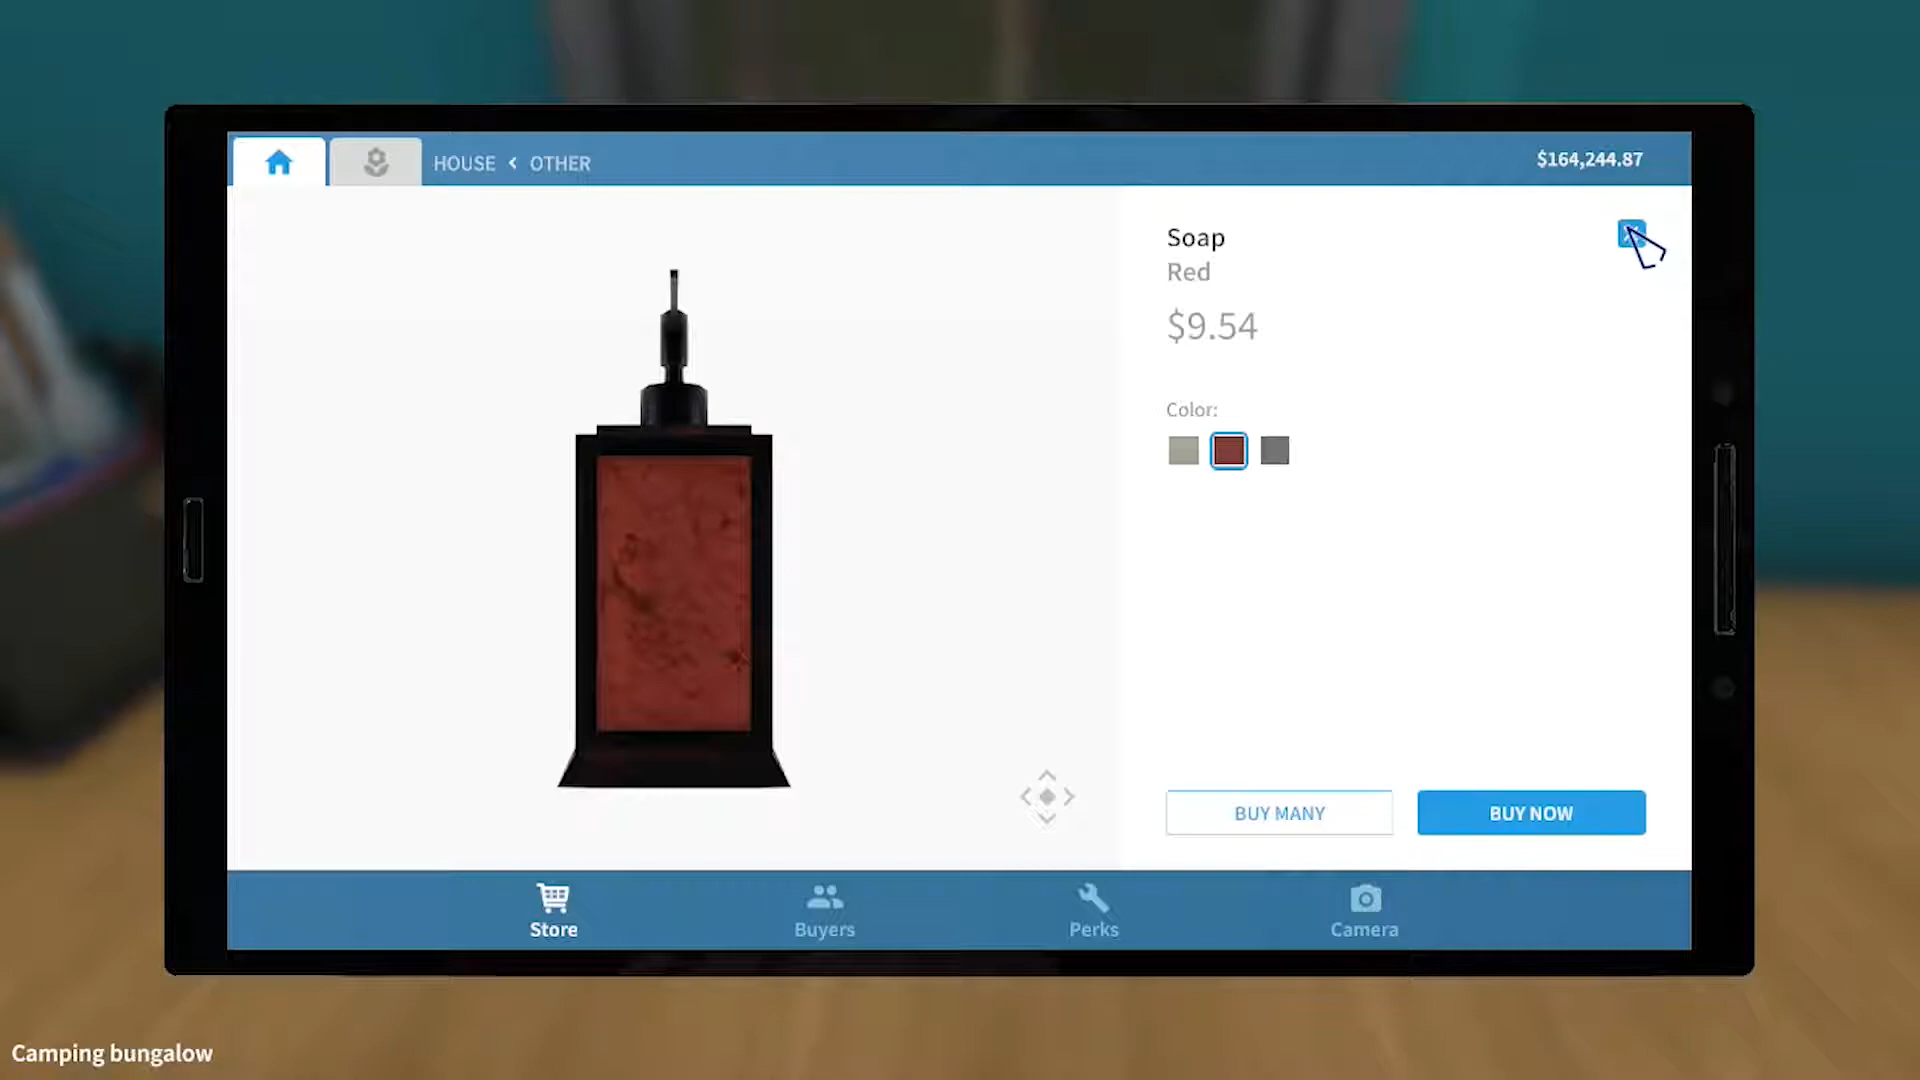 HOUSE < OTHER
$164,244.87
Soap
Red
$9.54
Color:
BUY MANY
BUY NOW
Store
Buyers
Perks
Camera
Camping bungalow